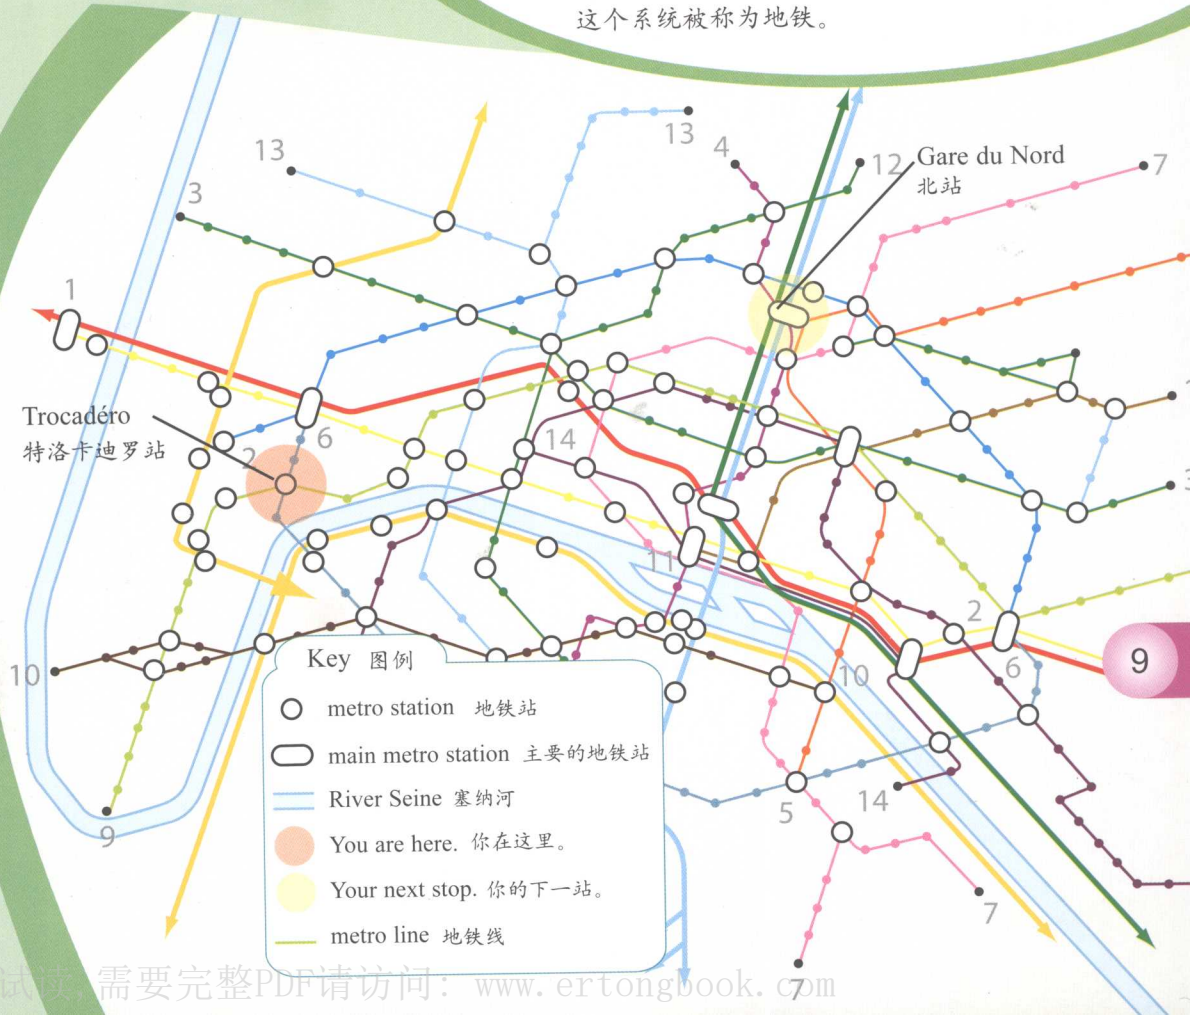 这个系统被称为地铁。
13
13
4
12
Gare du Nord
北站
7
3
1
Trocadéro
特洛卡迪罗站
6
2
14
11
2
6
10
10
9
9
5
14
7
7
Key 图例
metro station 地铁站
main metro station 主要的地铁站
River Seine 塞纳河
You are here. 你在这里。
Your next stop. 你的下一站。
metro line 地铁线
试读,需要完整PDF请访问: www.ertongbook.com